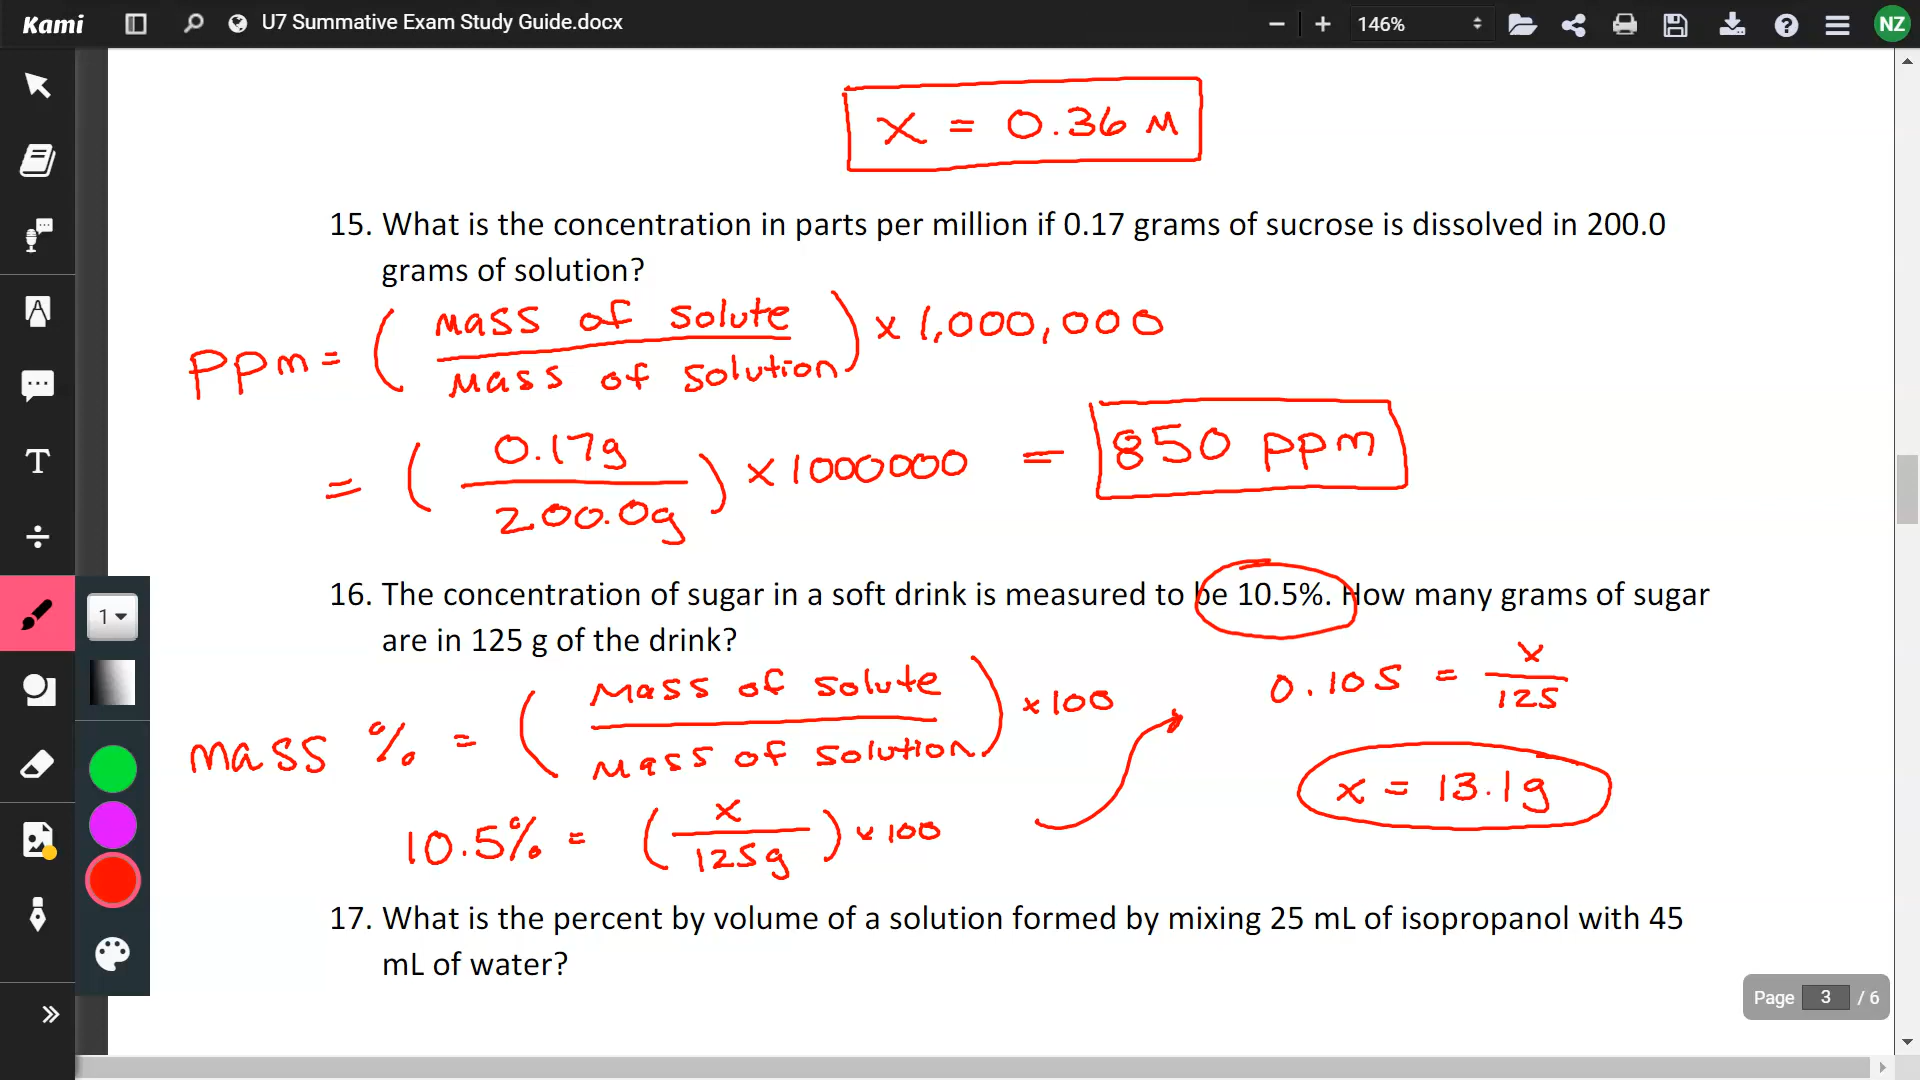 Kami
U7 Summative Exam Study Guide.docx
146%
NZ
x = 0.36 M
15. What is the concentration in parts per million if 0.17 grams of sucrose is dissolved in 200.0
grams of solution?
ppm = ( mass of solute / mass of solution ) x 1,000,000
= ( 0.17g / 200.0g ) x 1000000 = 850 ppm
16. The concentration of sugar in a soft drink is measured to be 10.5%. How many grams of sugar
are in 125 g of the drink?
mass % = ( mass of solute / mass of solution ) x 100
10.5% = ( x / 125g ) x 100
0.105 = x / 125
x = 13.1g
17. What is the percent by volume of a solution formed by mixing 25 mL of isopropanol with 45
mL of water?
1
Page 3 / 6